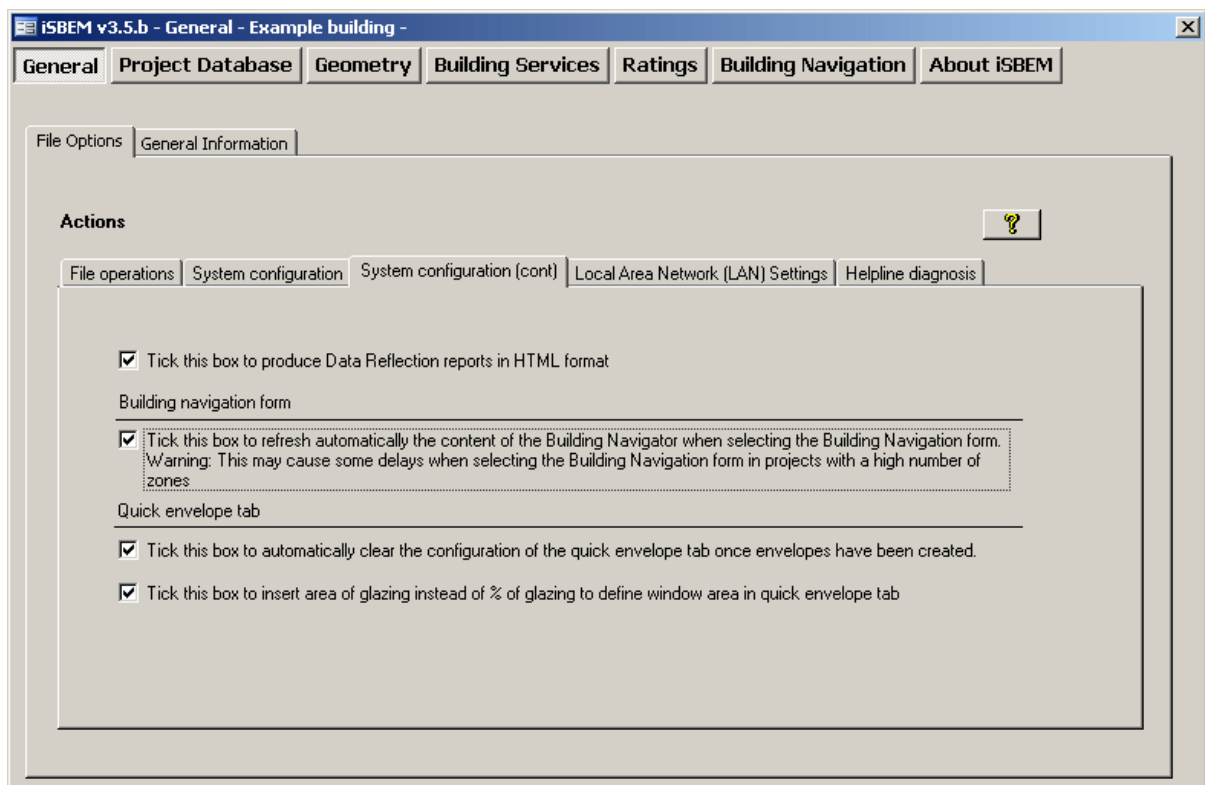 iSBEM v3.5.b - General - Example building -
General Project Database Geometry Building Services Ratings Building Navigation About iSBEM
File Options General Information
Actions
?
File operations System configuration System configuration (cont) Local Area Network (LAN) Settings Helpline diagnosis
Tick this box to produce Data Reflection reports in HTML format
Building navigation form
Tick this box to refresh automatically the content of the Building Navigator when selecting the Building Navigation form.
Warning: This may cause some delays when selecting the Building Navigation form in projects with a high number of
zones
Quick envelope tab
Tick this box to automatically clear the configuration of the quick envelope tab once envelopes have been created.
Tick this box to insert area of glazing instead of % of glazing to define window area in quick envelope tab